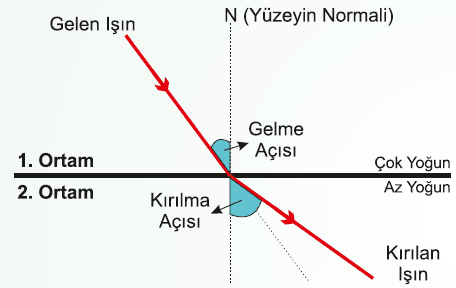 N (Yüzeyin Normali)
Gelen Işın
Gelme
Açısı
1. Ortam
Çok Yoğun
2. Ortam
Az Yoğun
Kırılma
Açısı
Kırılan
Işın